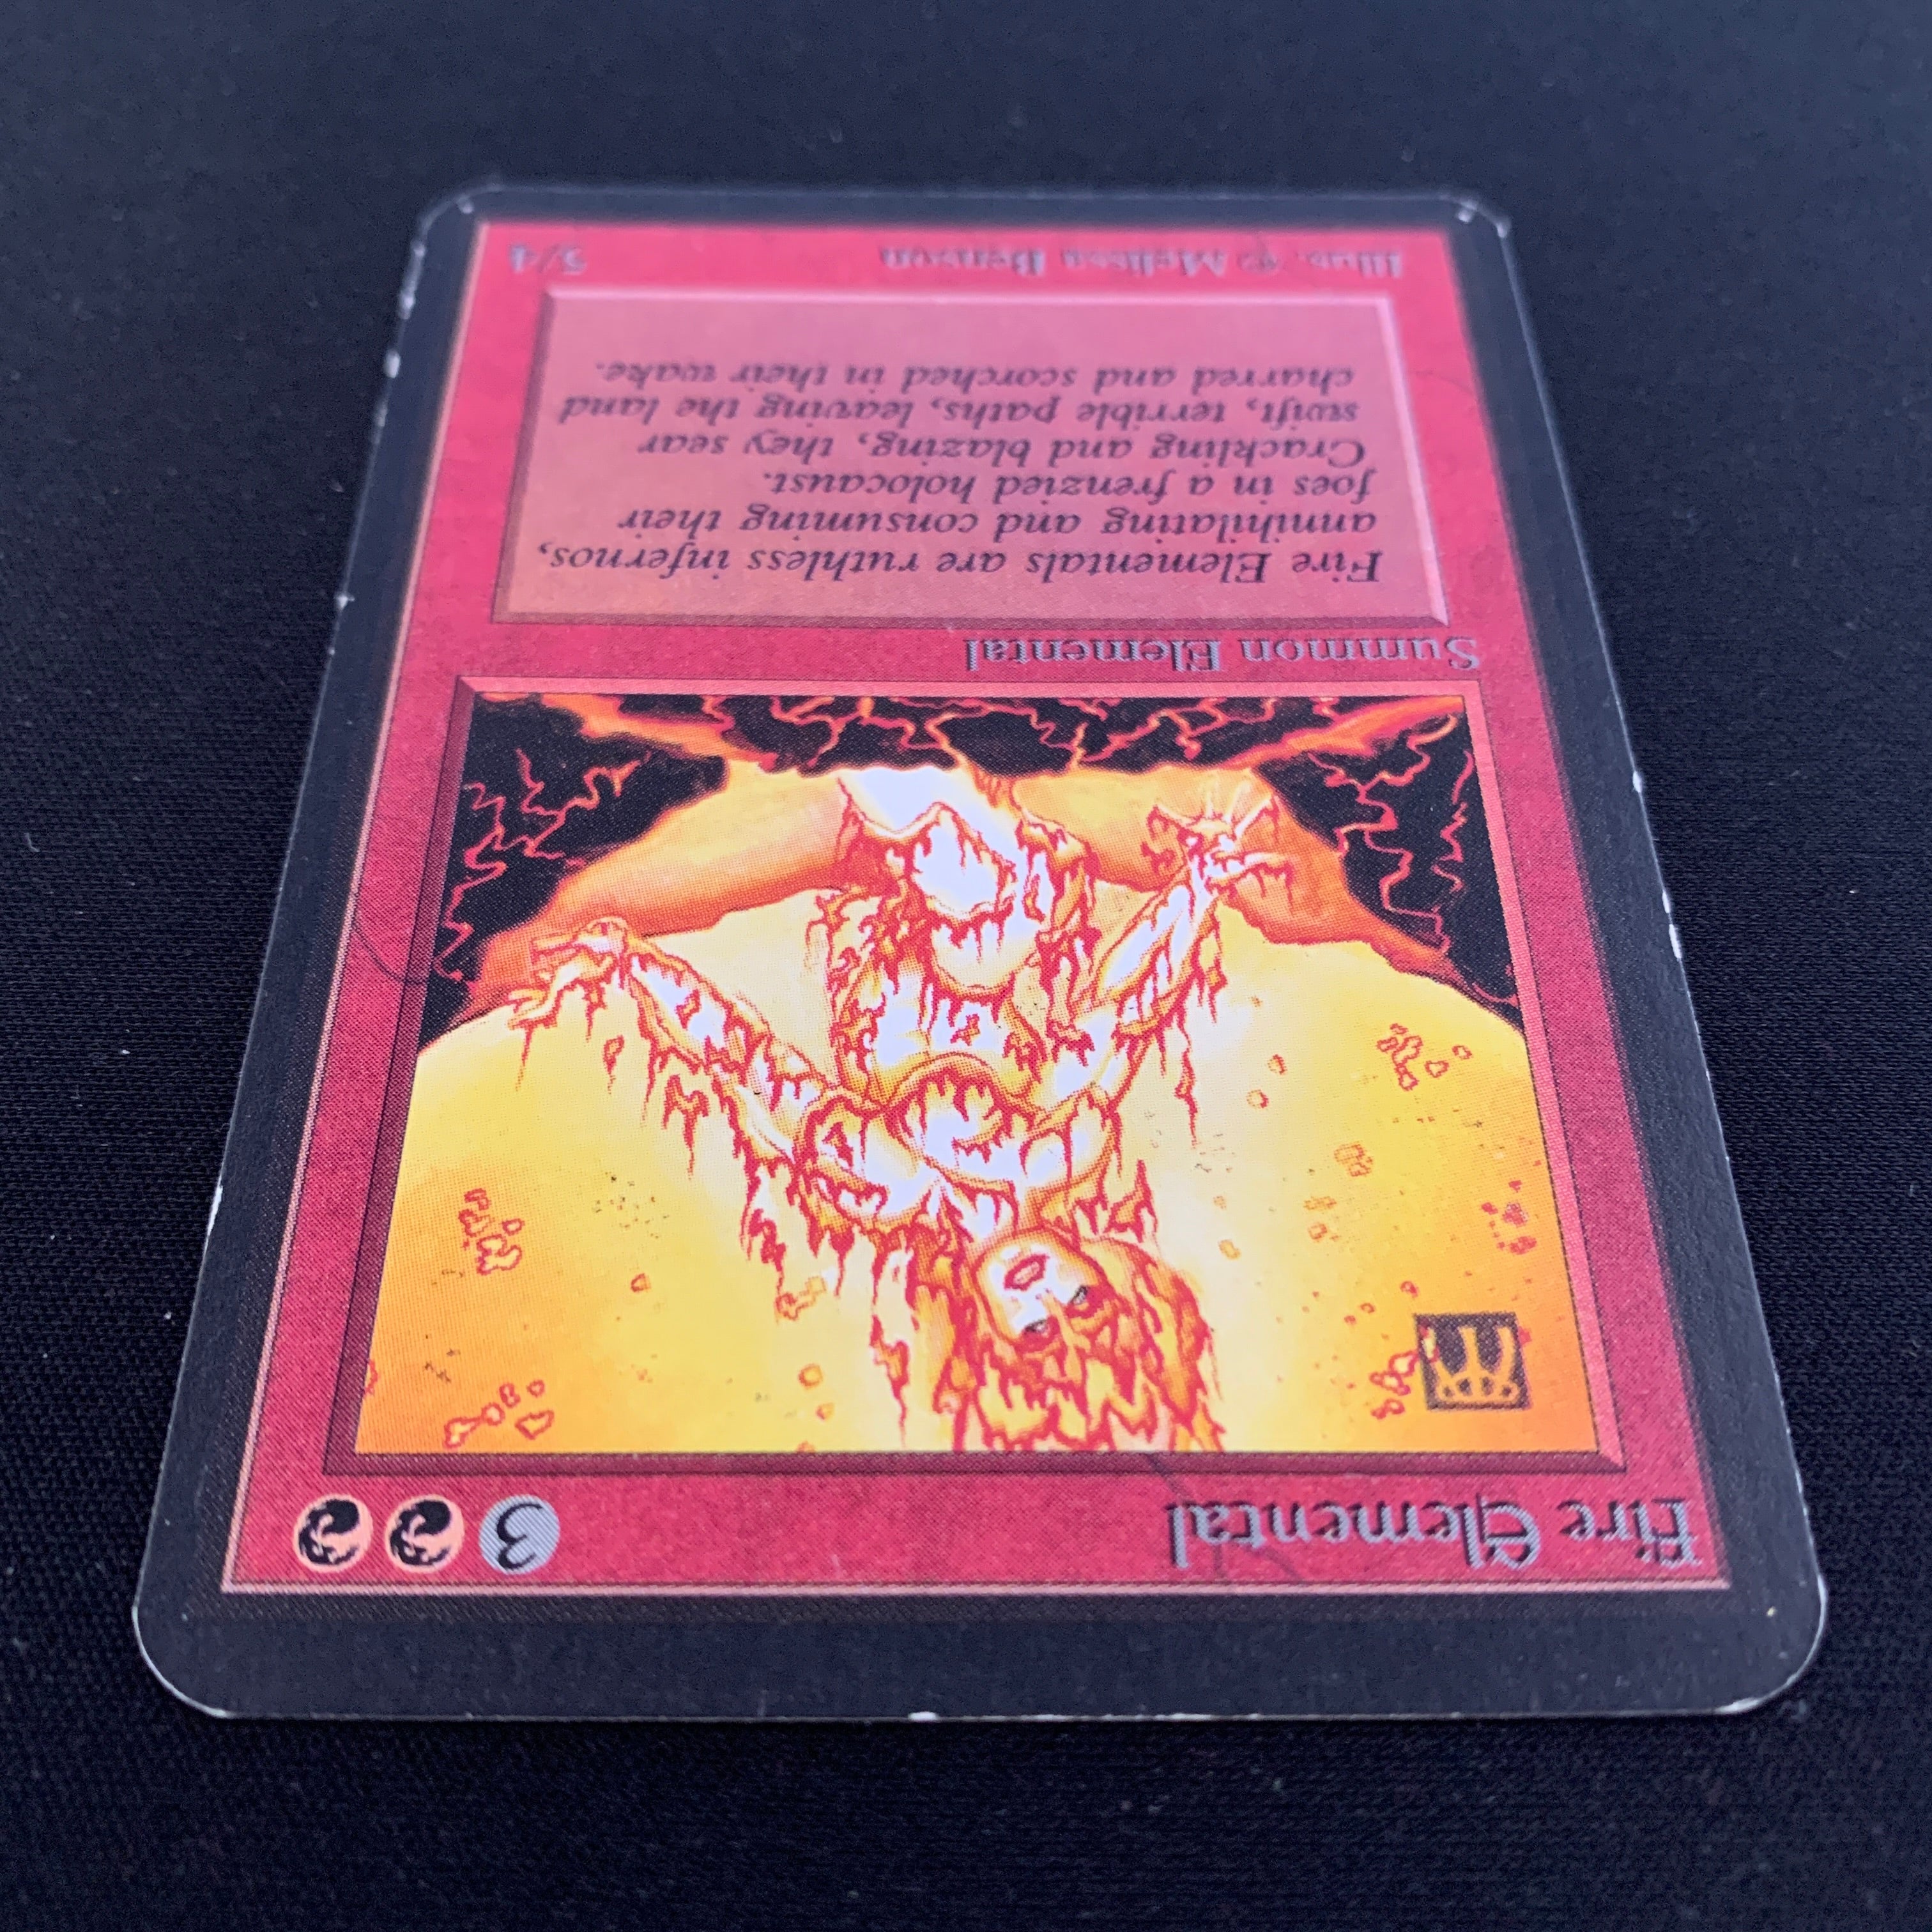 Fire Elemental
3
Summon Elemental
Fire Elementals are ruthless infernos,
annihilating and consuming their
foes in a frenzied holocaust.
Crackling and blazing, they sear
swift, terrible paths, leaving the land
charred and scorched in their wake.
Illus. © Melissa Benson
5/4